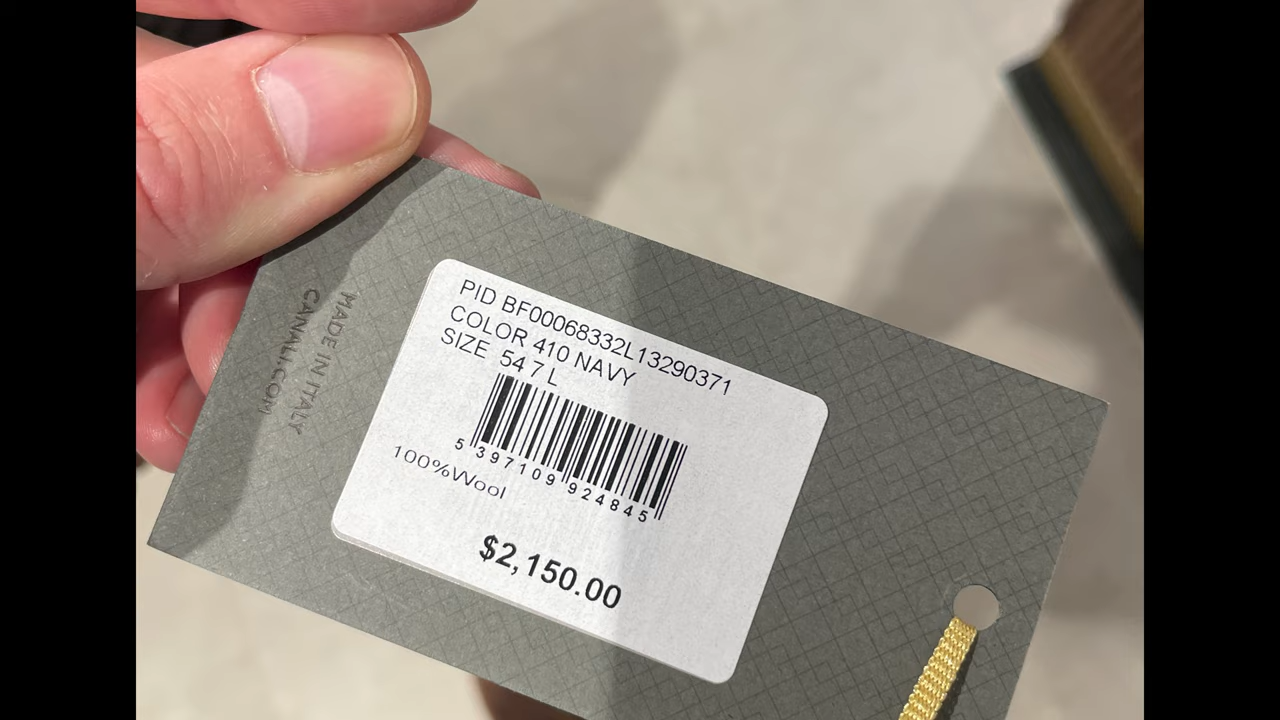 PID BF00068332L13290371
COLOR 410 NAVY
SIZE 54 7 L
5 397109 924845
100%Wool
$2,150.00
MADE IN ITALY
CANALI.COM